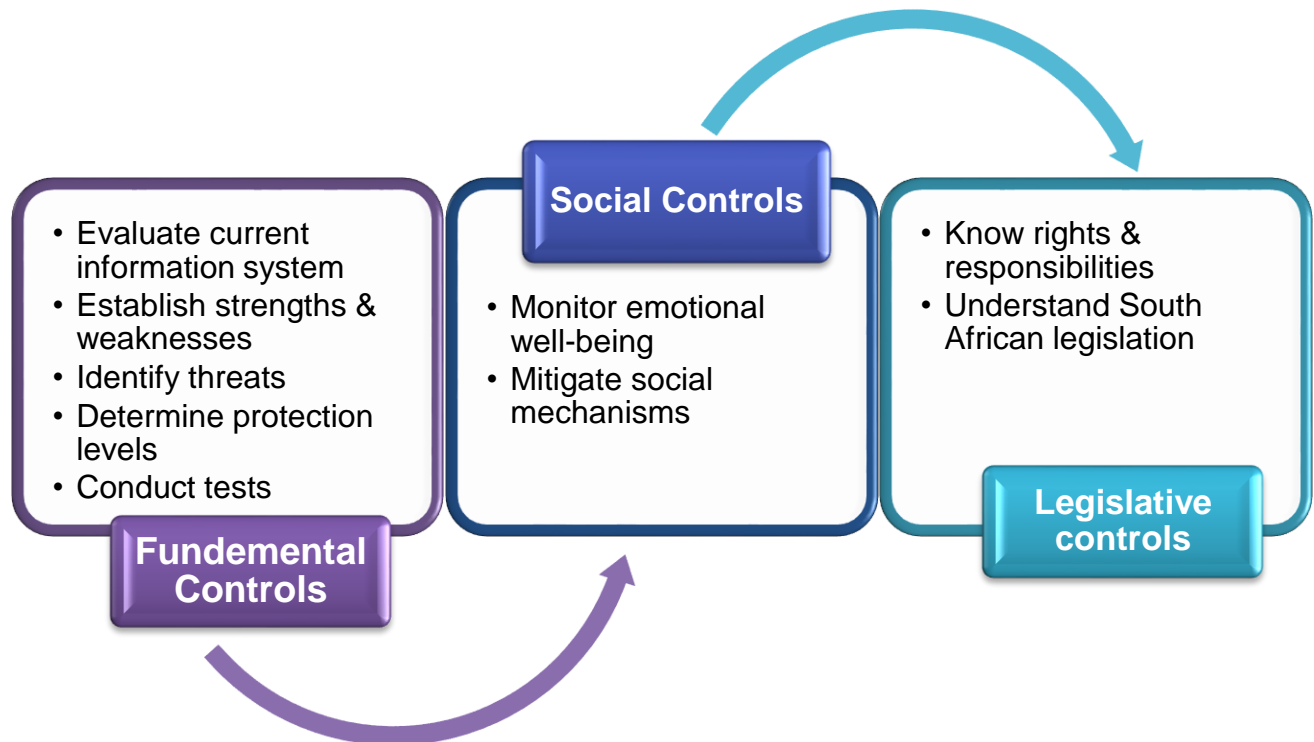 • Evaluate current
information system
• Establish strengths &
weaknesses
• Identify threats
• Determine protection
levels
• Conduct tests
Fundemental
Controls
Social Controls
• Monitor emotional
well-being
• Mitigate social
mechanisms
• Know rights &
responsibilities
• Understand South
African legislation
Legislative
controls